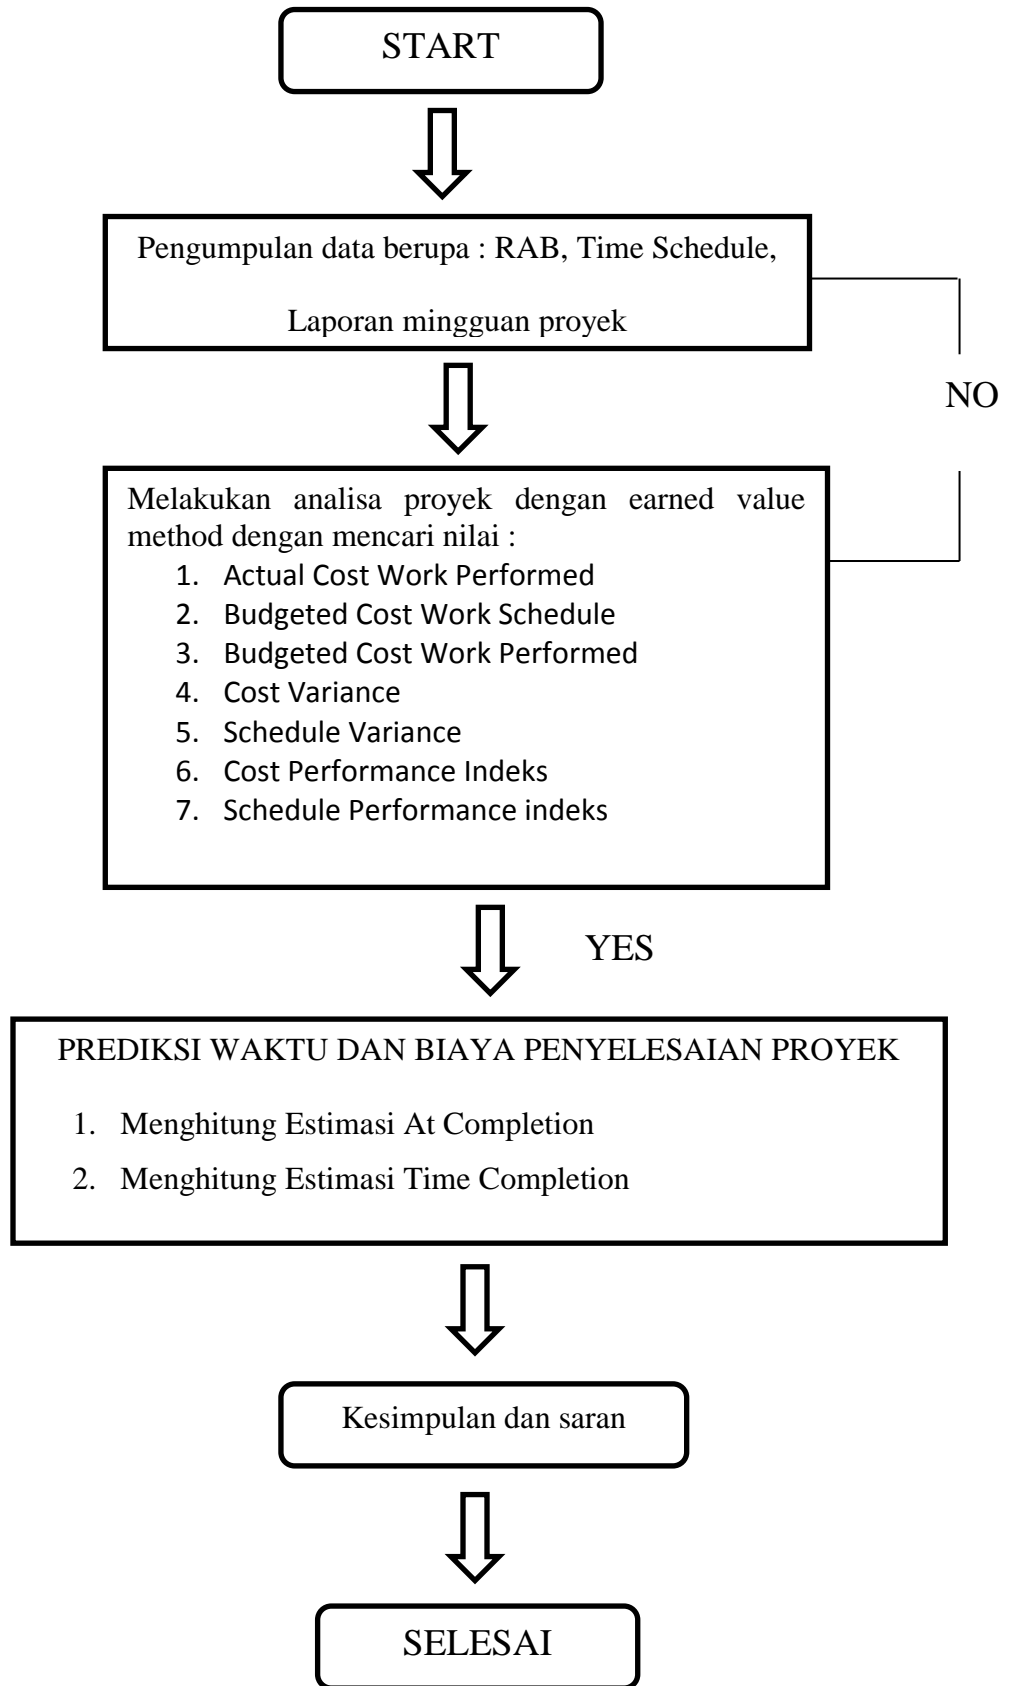 START
Pengumpulan data berupa : RAB, Time Schedule,
Laporan mingguan proyek
NO
Melakukan analisa proyek dengan earned value
method dengan mencari nilai :
1. Actual Cost Work Performed
2. Budgeted Cost Work Schedule
3. Budgeted Cost Work Performed
4. Cost Variance
5. Schedule Variance
6. Cost Performance Indeks
7. Schedule Performance indeks
YES
PREDIKSI WAKTU DAN BIAYA PENYELESAIAN PROYEK
1. Menghitung Estimasi At Completion
2. Menghitung Estimasi Time Completion
Kesimpulan dan saran
SELESAI